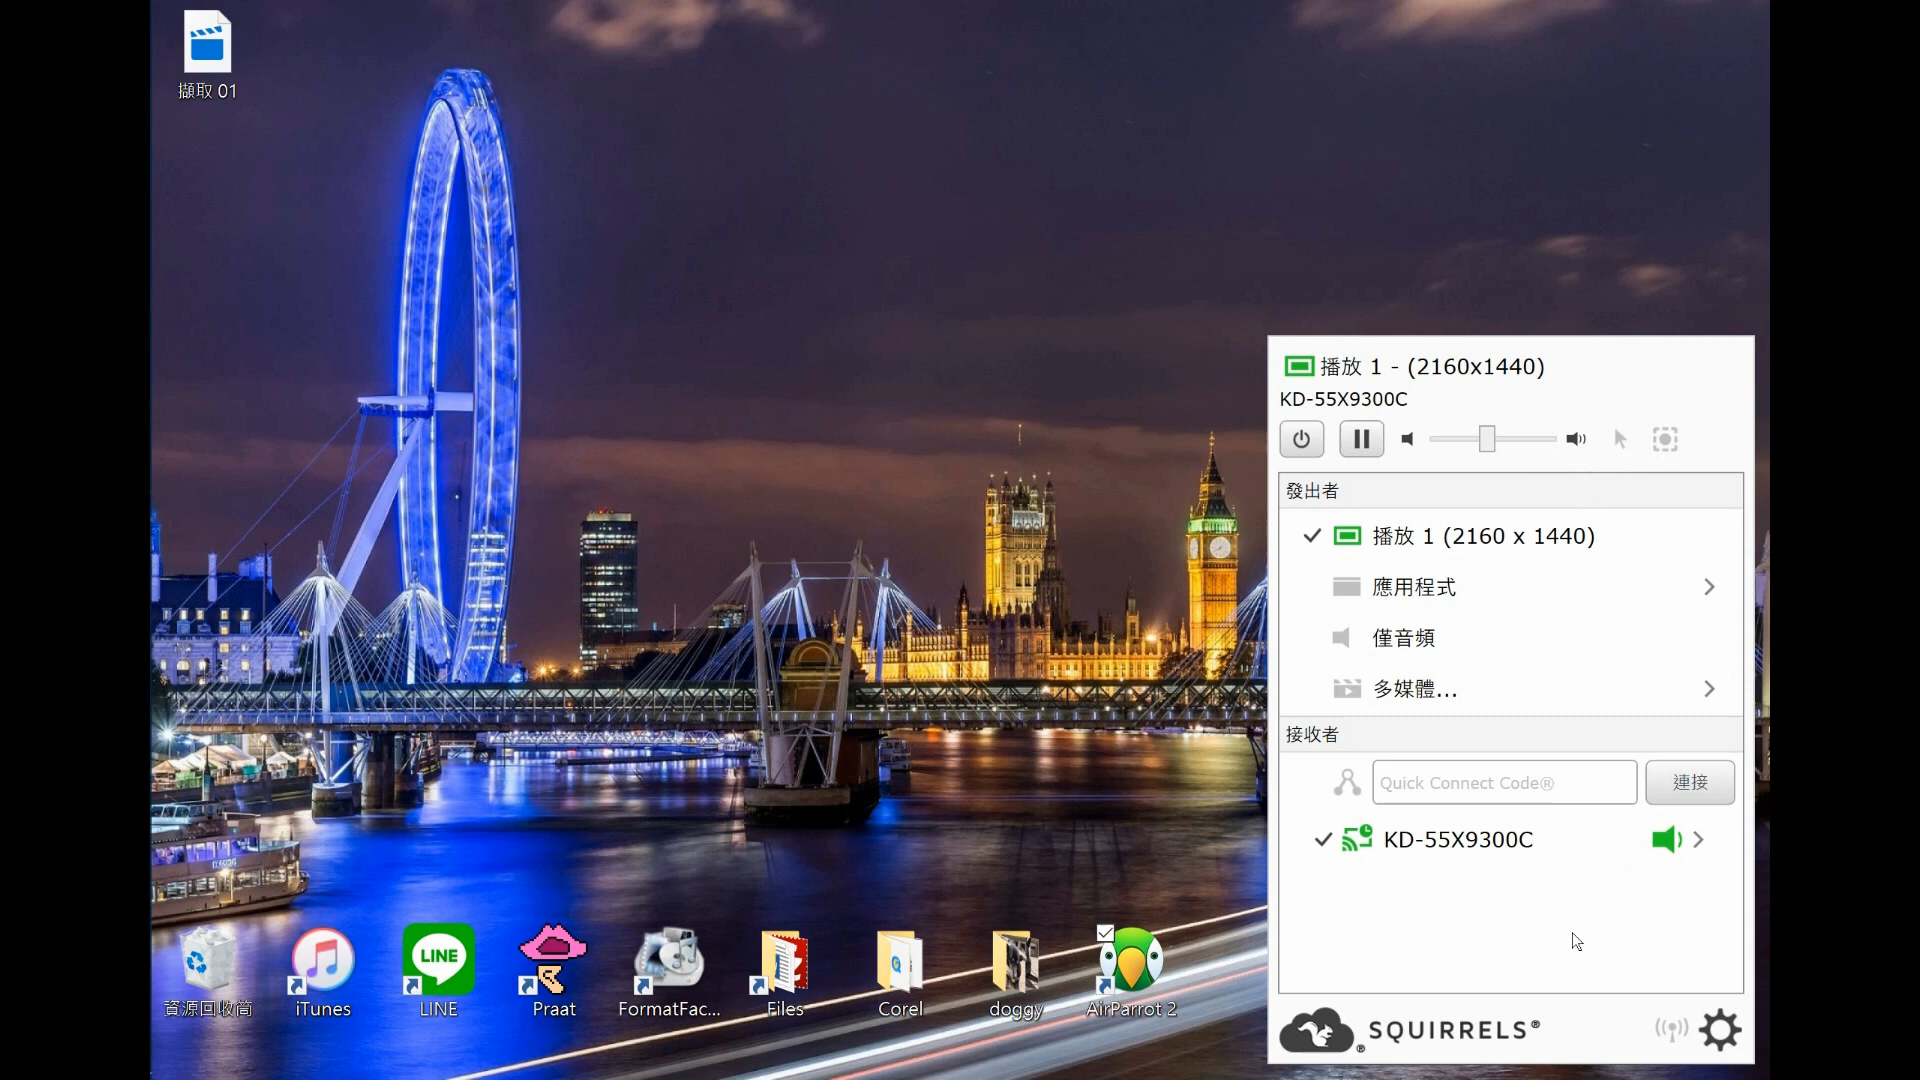 擷取 01
播放 1 - (2160x1440)
KD-55X9300C
發出者
播放 1 (2160 x 1440)
應用程式
僅音頻
多媒體...
接收者
Quick Connect Code®
連接
KD-55X9300C
SQUIRRELS®
LINE
資源回收筒
iTunes
LINE
Praat
FormatFac...
Files
Corel
doggy
AirParrot 2